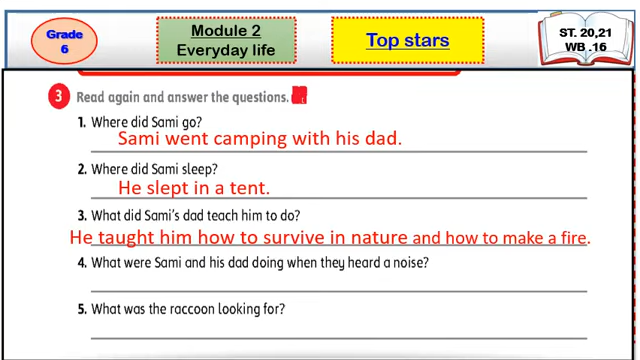 Grade
6
Module 2
Everyday life
Top stars
ST. 20,21
WB .16
3 Read again and answer the questions.
1. Where did Sami go?
Sami went camping with his dad.
2. Where did Sami sleep?
He slept in a tent.
3. What did Sami's dad teach him to do?
He taught him how to survive in nature and how to make a fire.
4. What were Sami and his dad doing when they heard a noise?
5. What was the raccoon looking for?